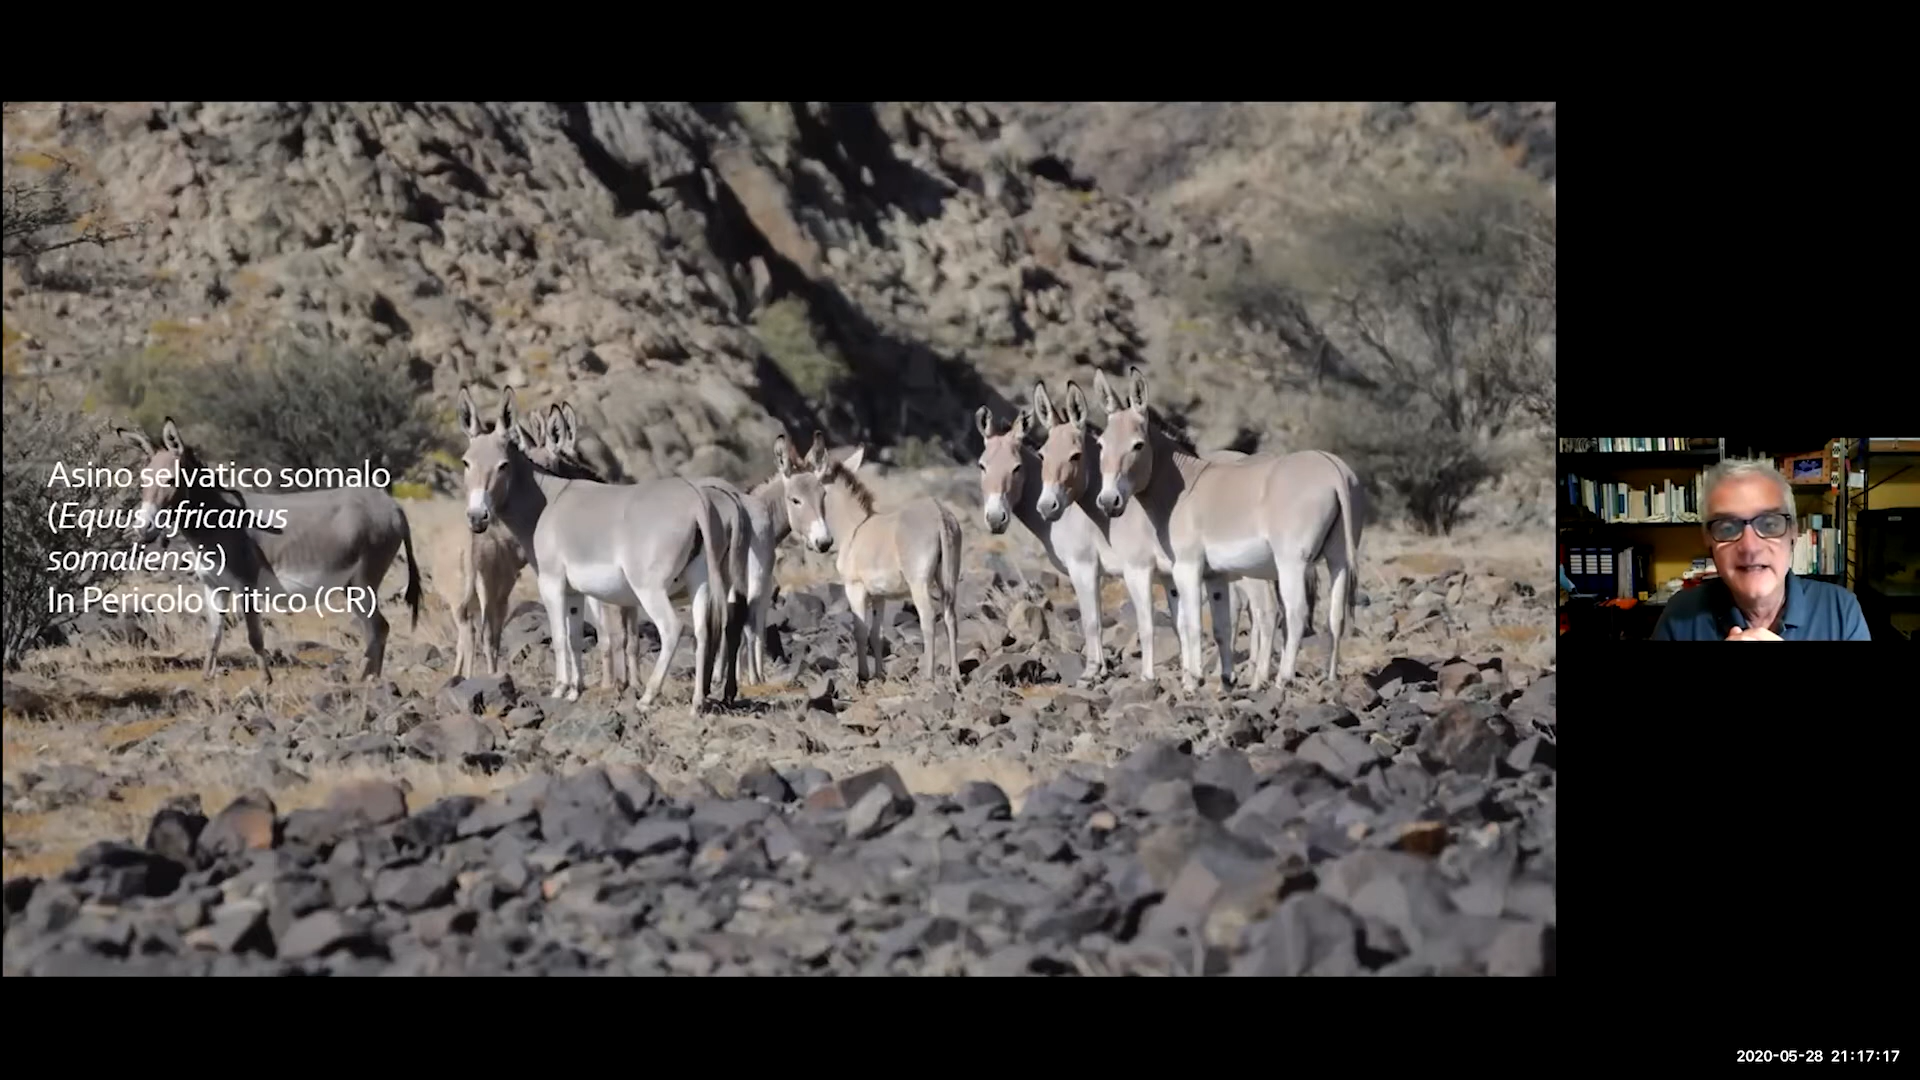 Asino selvatico somalo
(Equus africanus
somaliensis)
In Pericolo Critico (CR)
2020-05-28 21:17:17